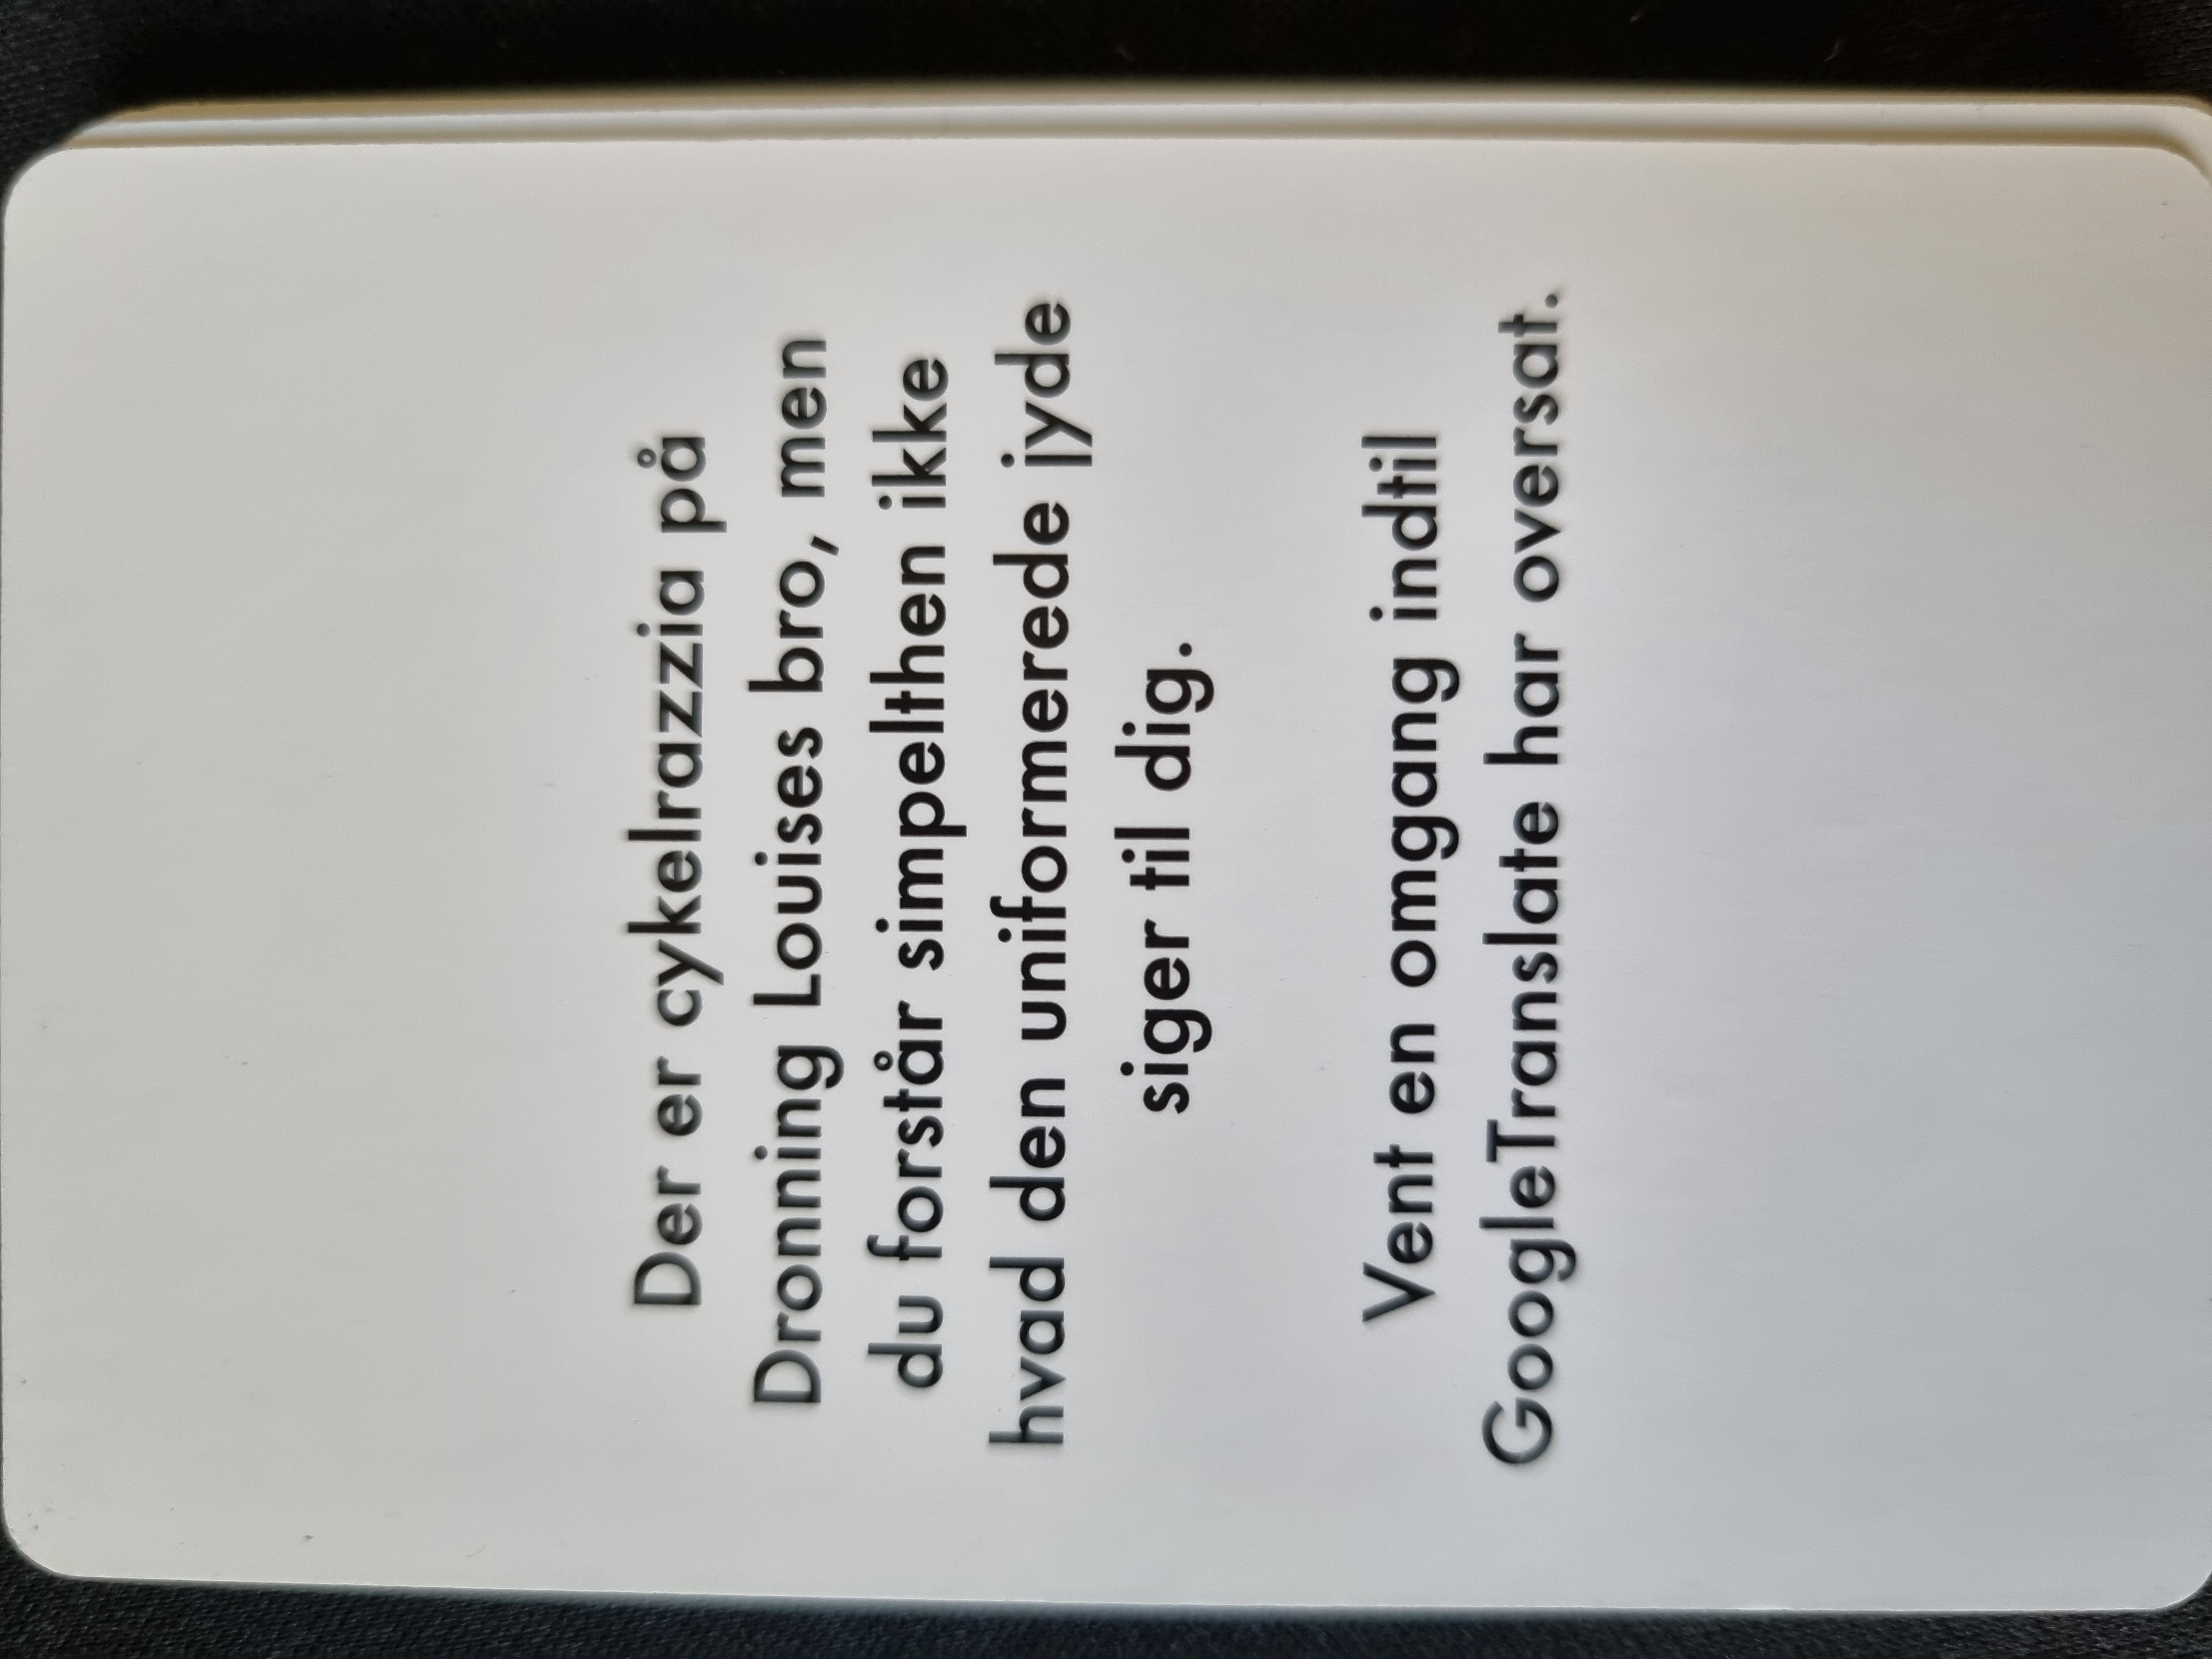 Der er cykelrazzia på
Dronning Louises bro, men
du forstår simpelthen ikke
hvad den uniformerede jyde
siger til dig.
Vent en omgang indtil
GoogleTranslate har oversat.